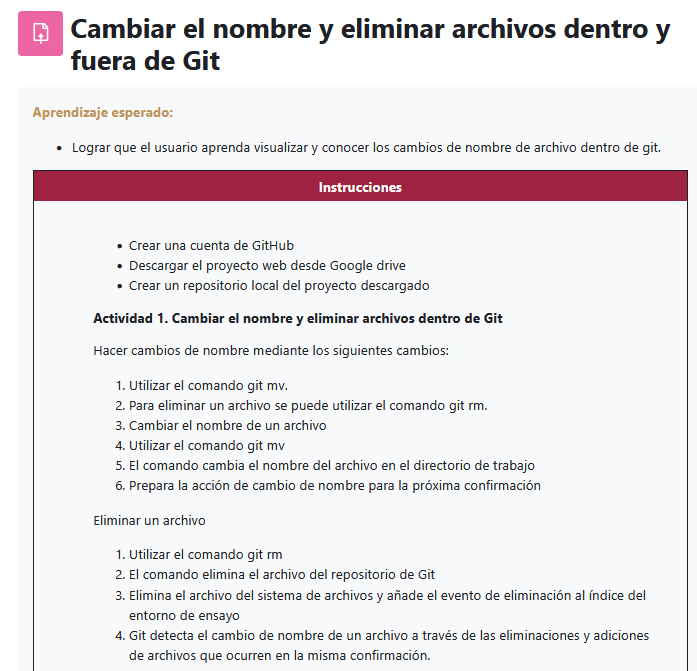 Cambiar el nombre y eliminar archivos dentro y
fuera de Git
Aprendizaje esperado:
• Lograr que el usuario aprenda visualizar y conocer los cambios de nombre de archivo dentro de git.
Instrucciones
• Crear una cuenta de GitHub
• Descargar el proyecto web desde Google drive
• Crear un repositorio local del proyecto descargado
Actividad 1. Cambiar el nombre y eliminar archivos dentro de Git
Hacer cambios de nombre mediante los siguientes cambios:
1. Utilizar el comando git mv.
2. Para eliminar un archivo se puede utilizar el comando git rm.
3. Cambiar el nombre de un archivo
4. Utilizar el comando git mv
5. El comando cambia el nombre del archivo en el directorio de trabajo
6. Prepara la acción de cambio de nombre para la próxima confirmación
Eliminar un archivo
1. Utilizar el comando git rm
2. El comando elimina el archivo del repositorio de Git
3. Elimina el archivo del sistema de archivos y añade el evento de eliminación al índice del
entorno de ensayo
4. Git detecta el cambio de nombre de un archivo a través de las eliminaciones y adiciones
de archivos que ocurren en la misma confirmación.